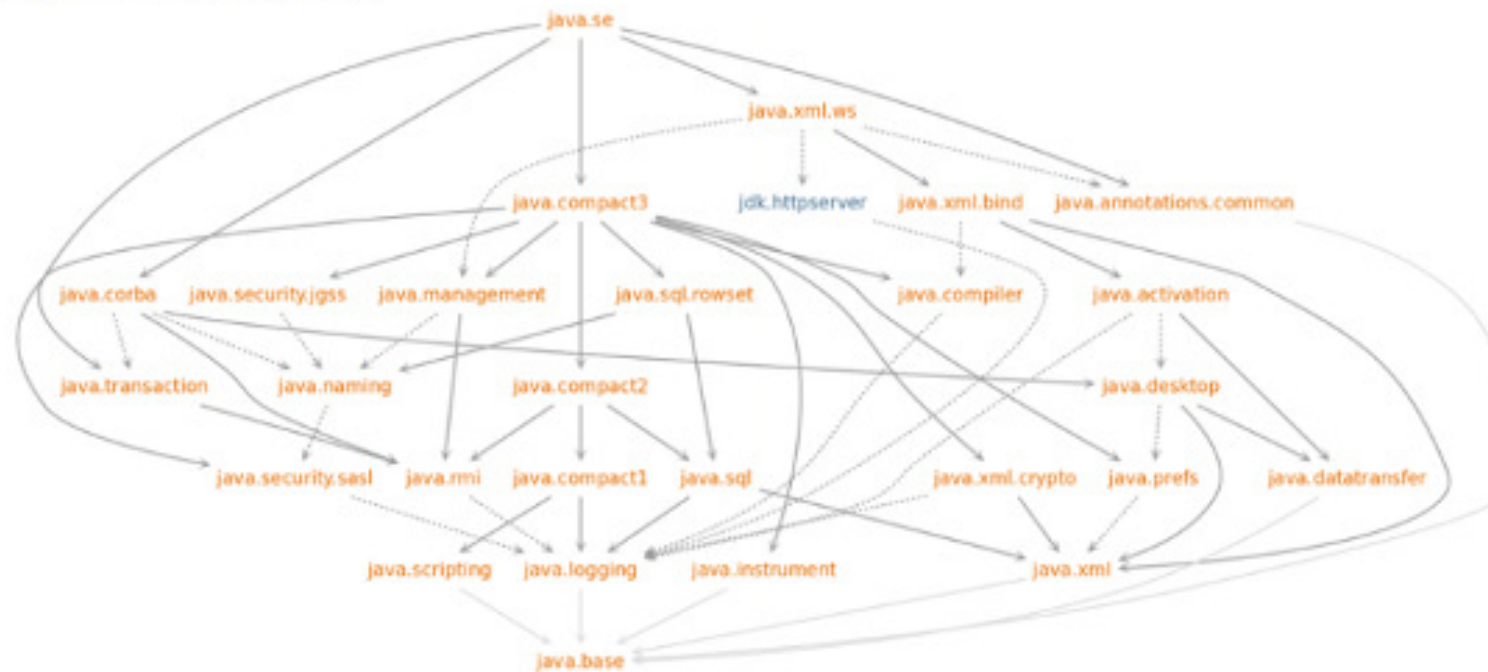 java.se
java.xml.ws
java.compact3
jdk.httpserver
java.xml.bind
java.annotations.common
java.corba
java.security.jgss
java.management
java.sql.rowset
java.compiler
java.activation
java.transaction
java.naming
java.compact2
java.desktop
java.security.sasl
java.rmi
java.compact1
java.sql
java.xml.crypto
java.prefs
java.datatransfer
java.scripting
java.logging
java.instrument
java.xml
java.base